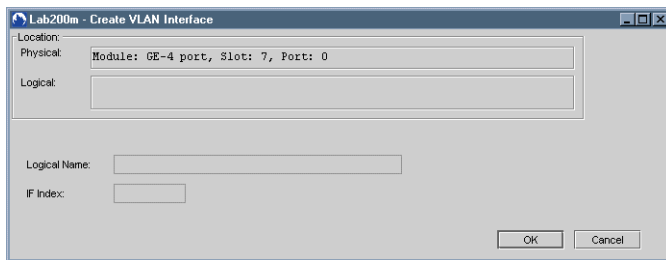 Lab200m - Create VLAN Interface
Location:
Physical: Module: GE-4 port, Slot: 7, Port: 0
Logical:
Logical Name:
IF Index:
OK Cancel